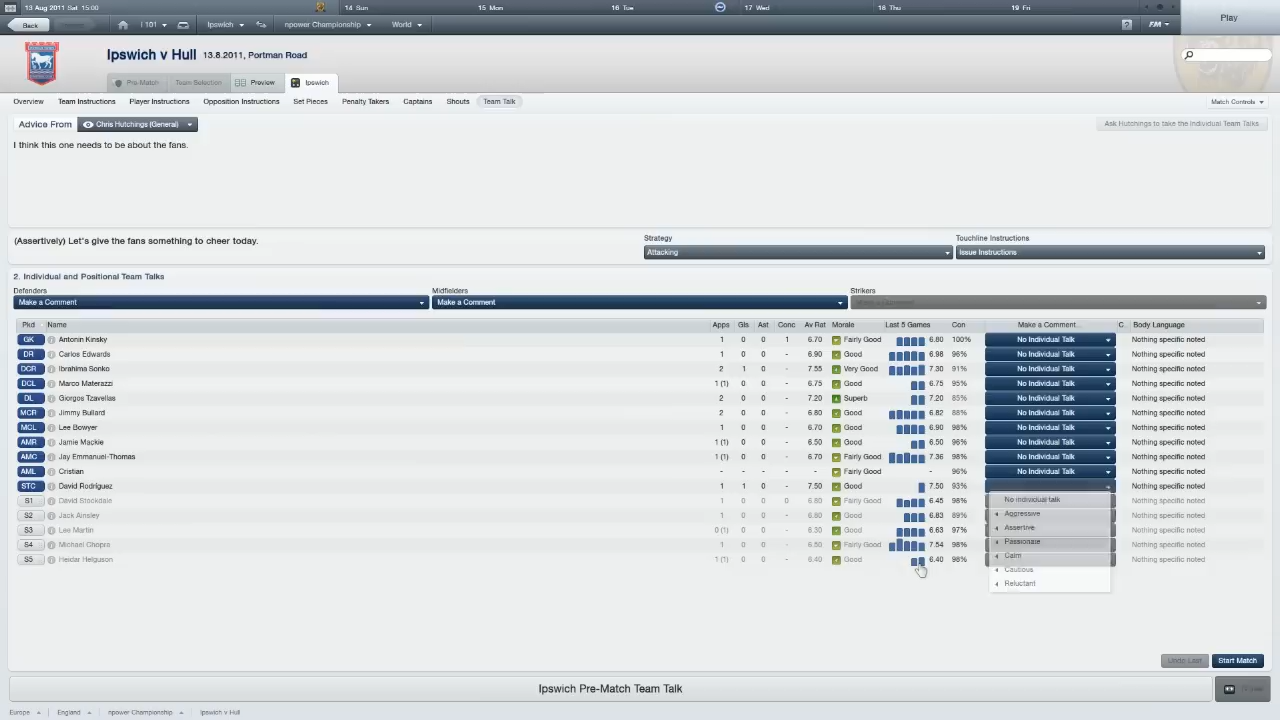 13 Aug 2011 Sat 15:00 14 Sun 15 Mon 16 Tue 17 Wed 18 Thu 19 Fri
Back I 101 Ipswich npower Championship World ? FM Play
Ipswich v Hull 13.8.2011, Portman Road
Pre-Match Team Selection Preview Ipswich
Overview Team Instructions Player Instructions Opposition Instructions Set Pieces Penalty Takers Captains Shouts Team Talk Match Controls
Advice From Chris Hutchings (General) Ask Hutchings to take the Individual Team Talks
I think this one needs to be about the fans.
(Assertively) Let's give the fans something to cheer today.
Strategy Touchline Instructions
Attacking Issue Instructions
2. Individual and Positional Team Talks
Defenders Midfielders Strikers
Make a Comment Make a Comment Make a Comment
Pkd Name Apps Gls Ast Conc Av Rat Morale Last 5 Games Con Make a Comment... C.. Body Language
GK Antonin Kinsky 1 0 0 1 6.70 Fairly Good 6.80 100% No Individual Talk Nothing specific noted
DR Carlos Edwards 1 0 0 - 6.90 Good 6.98 96% No Individual Talk Nothing specific noted
DCR Ibrahima Sonko 2 1 0 - 7.55 Very Good 7.30 91% No Individual Talk Nothing specific noted
DCL Marco Materazzi 1 (1) 0 0 - 6.75 Good 6.75 95% No Individual Talk Nothing specific noted
DL Giorgos Tzavellas 2 0 0 - 7.20 Superb 7.20 85% No Individual Talk Nothing specific noted
MCR Jimmy Bullard 2 0 0 - 6.80 Good 6.82 88% No Individual Talk Nothing specific noted
MCL Lee Bowyer 1 0 0 - 6.70 Good 6.90 98% No Individual Talk Nothing specific noted
AMR Jamie Mackie 1 (1) 0 0 - 6.50 Good 6.50 96% No Individual Talk Nothing specific noted
AMC Jay Emmanuel-Thomas 1 (1) 0 0 - 6.70 Fairly Good 7.36 98% No Individual Talk Nothing specific noted
AML Cristian - - - - - Fairly Good - 96% No Individual Talk Nothing specific noted
STC David Rodríguez 1 1 0 - 7.50 Good 7.50 93% Nothing specific noted
S1 David Stockdale 1 0 0 0 6.80 Fairly Good 6.45 98% No individual talk Nothing specific noted
S2 Jack Ainsley 1 0 0 - 6.80 Good 6.83 89% Aggressive Nothing specific noted
S3 Lee Martin 0 (1) 0 0 - 6.30 Good 6.63 97% Assertive Nothing specific noted
S4 Michael Chopra 1 0 0 - 6.50 Fairly Good 7.54 98% Passionate Nothing specific noted
S5 Heidar Helguson 1 (1) 0 0 - 6.40 Good 6.40 98% Calm Nothing specific noted
Cautious
Reluctant
Undo Last Start Match
Ipswich Pre-Match Team Talk
Europe England npower Championship Ipswich v Hull